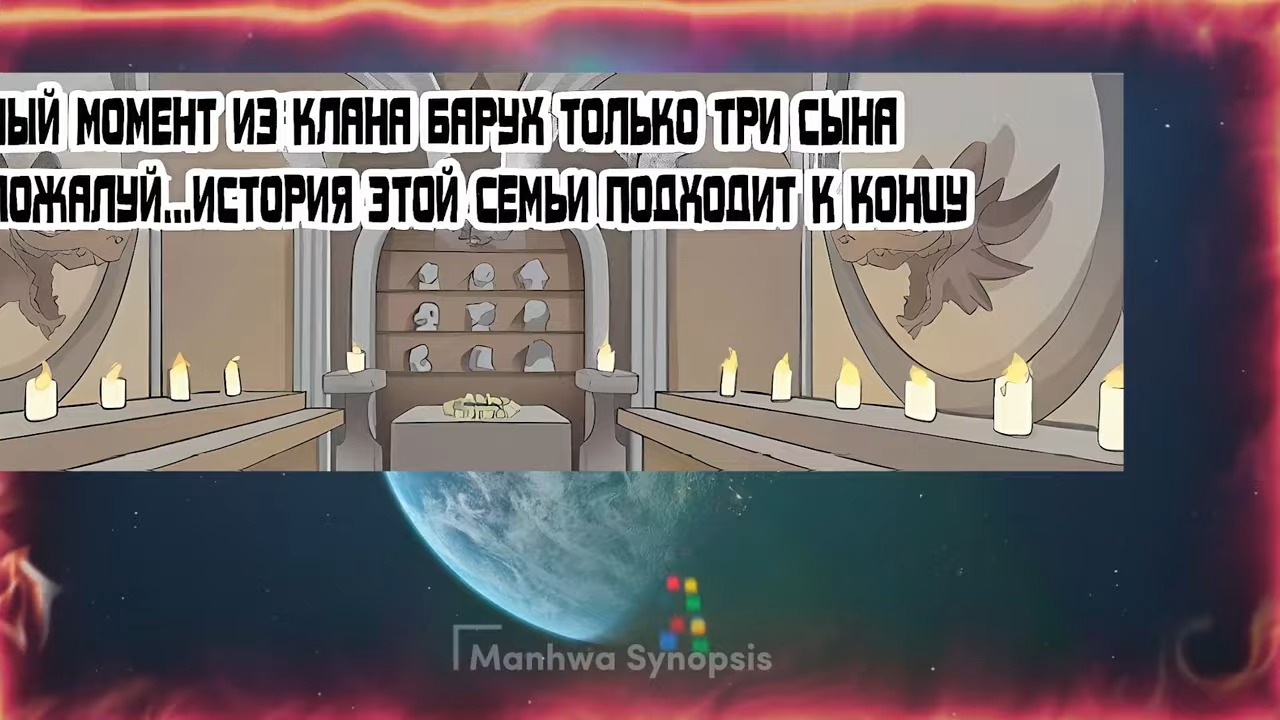 МОМЕНТ ИЗ КЛАНА БАРУХ ТОЛЬКО ТРИ СЫНА
ПОЖАЛУЙ...ИСТОРИЯ ЭТОЙ СЕМЬИ ПОДХОДИТ К КОНЦУ
Manhwa Synopsis